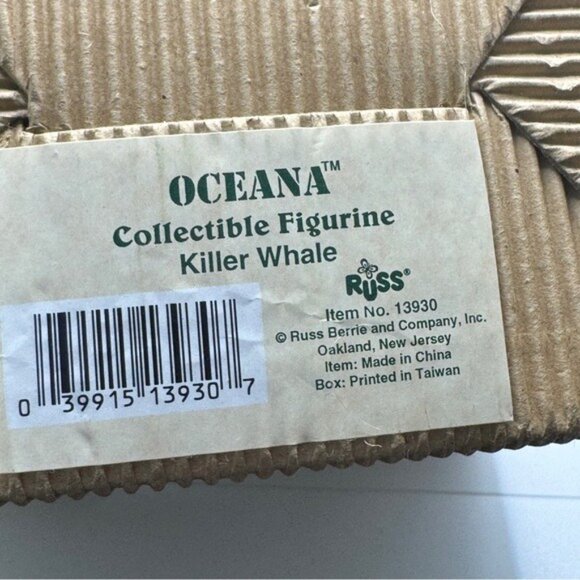 OCEANA™
Collectible Figurine
Killer Whale
RUSS®
Item No. 13930
© Russ Berrie and Company, Inc.
Oakland, New Jersey
Item: Made in China
Box: Printed in Taiwan
0 39915 13930 7